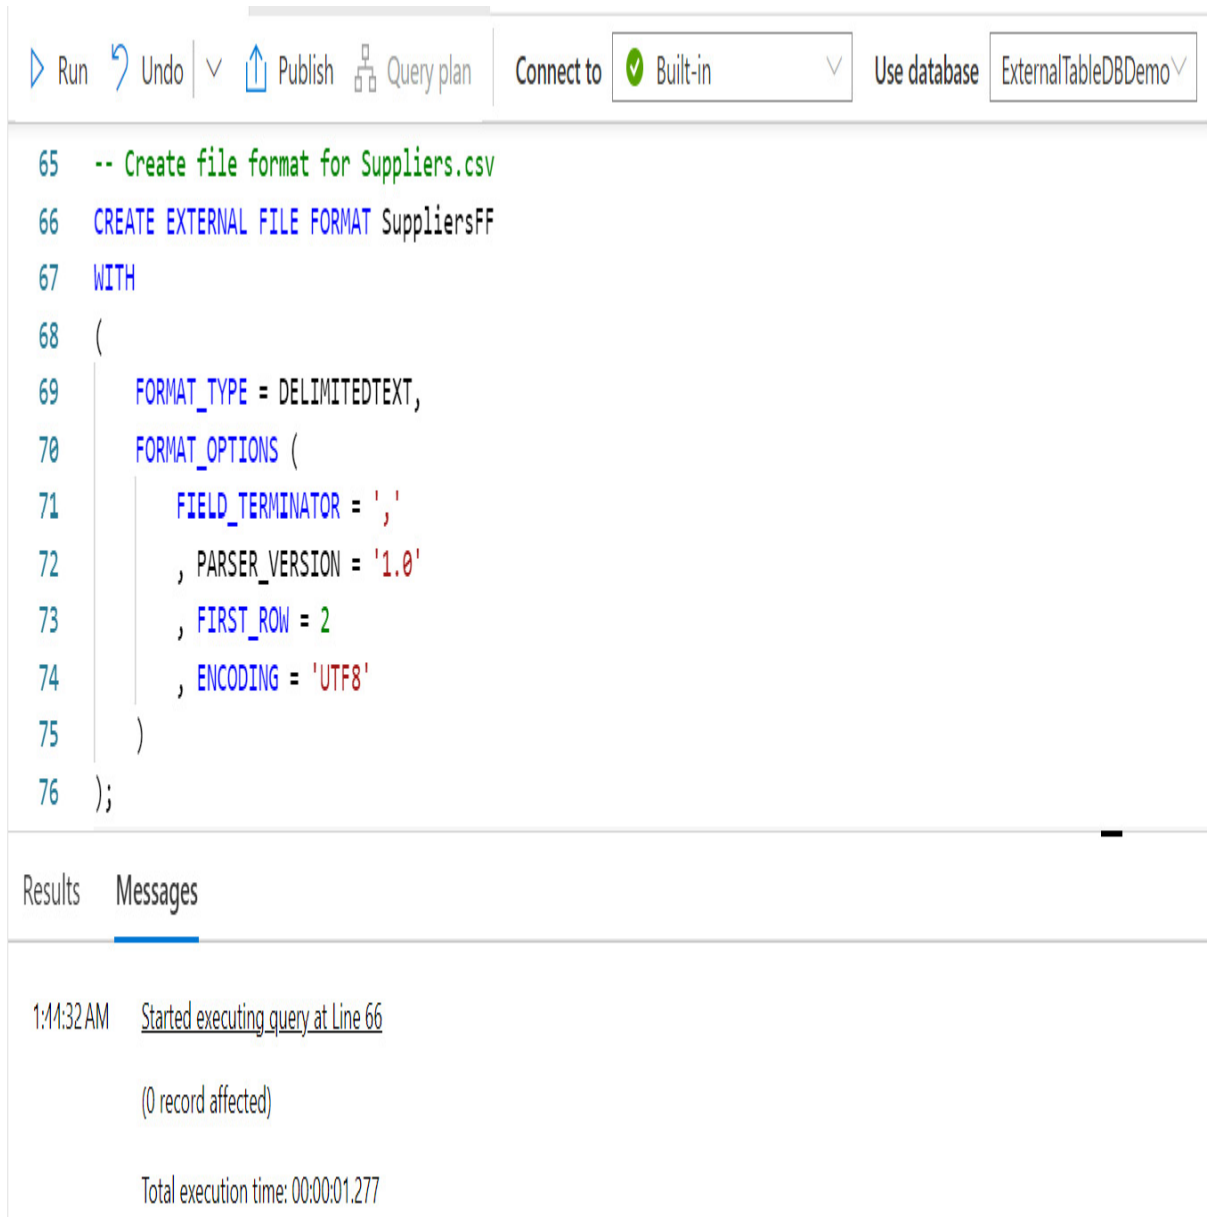 Run Undo Publish Query plan Connect to Built-in Use database ExternalTableDBDemo
65 -- Create file format for Suppliers.csv
66 CREATE EXTERNAL FILE FORMAT SuppliersFF
67 WITH
68 (
69 FORMAT_TYPE = DELIMITEDTEXT,
70 FORMAT_OPTIONS (
71 FIELD_TERMINATOR = ','
72 , PARSER_VERSION = '1.0'
73 , FIRST_ROW = 2
74 , ENCODING = 'UTF8'
75 )
76 );
Results Messages
1:44:32 AM Started executing query at Line 66
(0 record affected)
Total execution time: 00:00:01.277